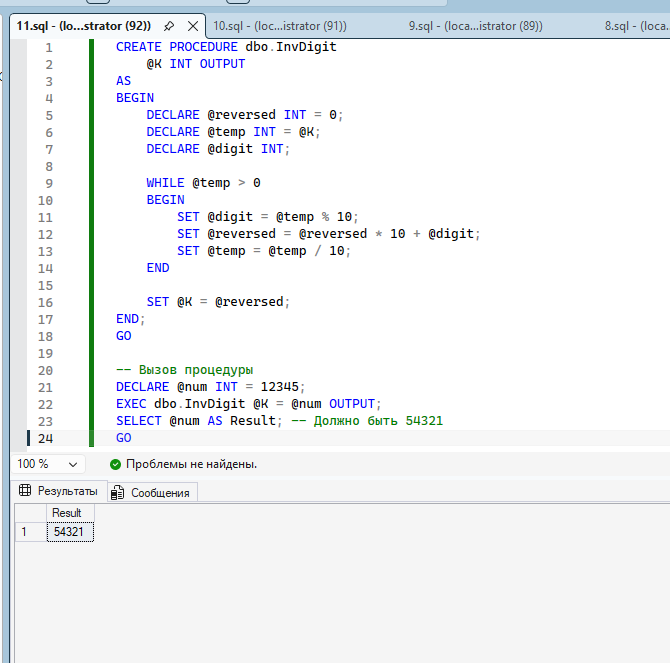 11.sql - (lo...strator (92))
10.sql - (loc...istrator (91))
9.sql - (loca...istrator (89))
8.sql - (loca.
1 CREATE PROCEDURE dbo.InvDigit
2 @K INT OUTPUT
3 AS
4 BEGIN
5 DECLARE @reversed INT = 0;
6 DECLARE @temp INT = @K;
7 DECLARE @digit INT;
8
9 WHILE @temp > 0
10 BEGIN
11 SET @digit = @temp % 10;
12 SET @reversed = @reversed * 10 + @digit;
13 SET @temp = @temp / 10;
14 END
15
16 SET @K = @reversed;
17 END;
18 GO
19
20 -- Вызов процедуры
21 DECLARE @num INT = 12345;
22 EXEC dbo.InvDigit @K = @num OUTPUT;
23 SELECT @num AS Result; -- Должно быть 54321
24 GO
100 %
Проблемы не найдены.
Результаты
Сообщения
Result
1 54321